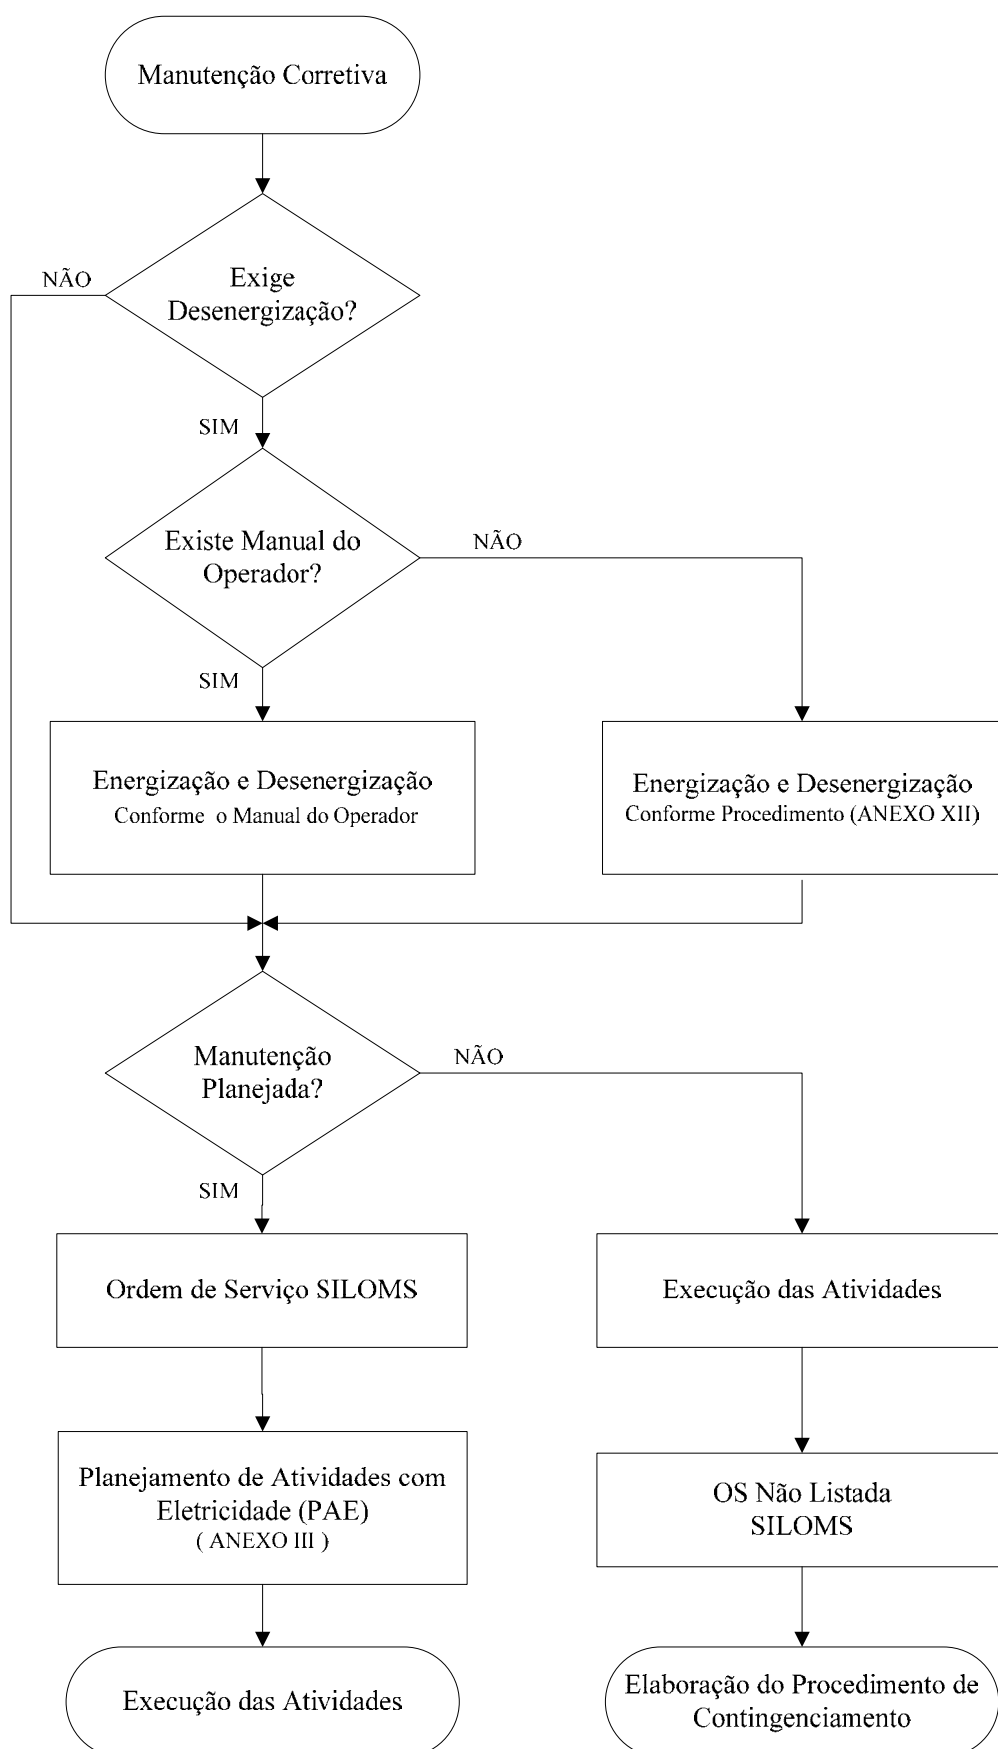 Manutenção Corretiva
NÃO
Exige
Desenergização?
SIM
Existe Manual do
Operador?
NÃO
SIM
Energização e Desenergização
Conforme o Manual do Operador
Energização e Desenergização
Conforme Procedimento (ANEXO XII)
Manutenção
Planejada?
NÃO
SIM
Ordem de Serviço SILOMS
Execução das Atividades
Planejamento de Atividades com
Eletricidade (PAE)
( ANEXO III )
OS Não Listada
SILOMS
Execução das Atividades
Elaboração do Procedimento de
Contingenciamento